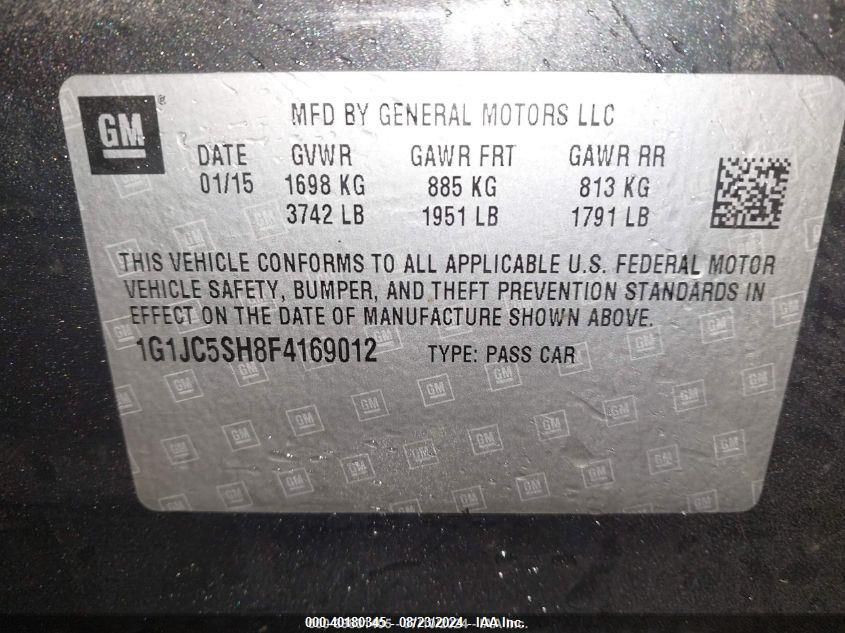 GM®
MFD BY GENERAL MOTORS LLC
DATE GVWR GAWR FRT GAWR RR
01/15 1698 KG 885 KG 813 KG
3742 LB 1951 LB 1791 LB
THIS VEHICLE CONFORMS TO ALL APPLICABLE U.S. FEDERAL MOTOR
VEHICLE SAFETY, BUMPER, AND THEFT PREVENTION STANDARDS IN
EFFECT ON THE DATE OF MANUFACTURE SHOWN ABOVE.
1G1JC5SH8F4169012 TYPE: PASS CAR
000-40180345 - 08/23/2024 - IAA Inc.